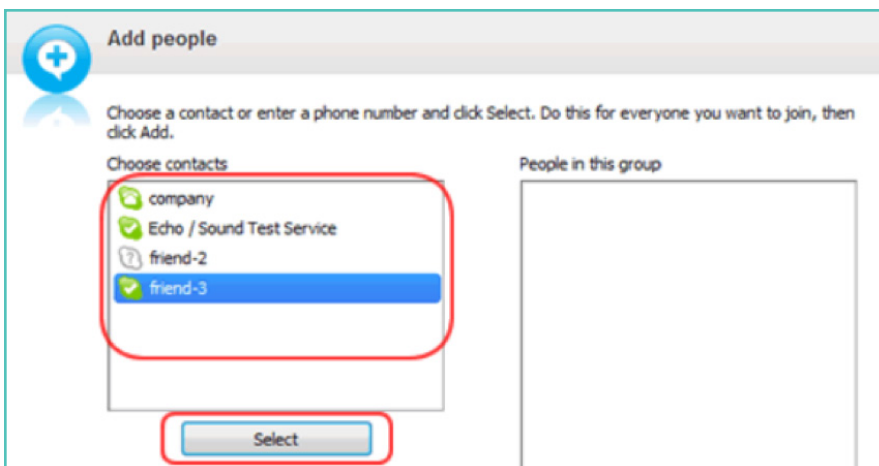 Add people
Choose a contact or enter a phone number and click Select. Do this for everyone you want to join, then
click Add.
Choose contacts
company
Echo / Sound Test Service
friend-2
friend-3
Select
People in this group